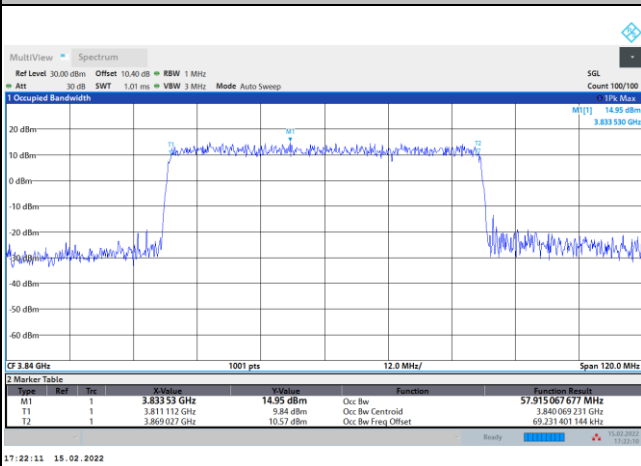 MultiView Spectrum
Ref Level 30.00 dBm Offset 10.40 dB RBW 1 MHz SGL
Att 30 dB SWT 1.01 ms VBW 3 MHz Mode Auto Sweep Count 100/100
1 Occupied Bandwidth 1Pk Max
M1[1] 14.95 dBm
3.833 530 GHz
20 dBm
M1
T1 T2
10 dBm
0 dBm
-10 dBm
-20 dBm
-30 dBm
-40 dBm
-50 dBm
-60 dBm
CF 3.84 GHz 1001 pts 12.0 MHz/ Span 120.0 MHz
2 Marker Table
Type Ref Trc X-Value Y-Value Function Function Result
M1 1 3.833 53 GHz 14.95 dBm Occ Bw 57.915 067 677 MHz
T1 1 3.811 112 GHz 9.84 dBm Occ Bw Centroid 3.840 069 231 GHz
T2 1 3.869 027 GHz 10.57 dBm Occ Bw Freq Offset 69.231 401 144 kHz
Ready 15.02.2022
17:22:10
17:22:11 15.02.2022